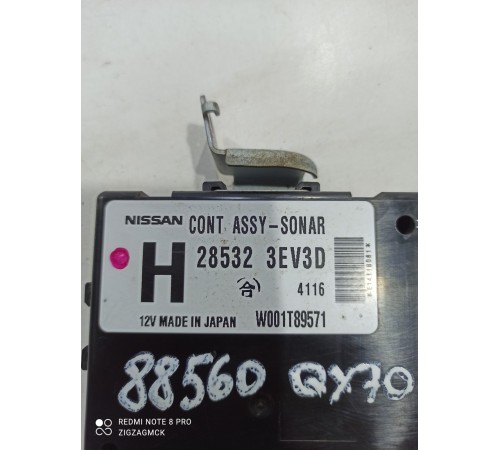 NISSAN CONT ASSY-SONAR
H 28532 3EV3D
合 4116
12V MADE IN JAPAN W001T89571
88560 QX70
REDMI NOTE 8 PRO
ZIGZAGMCK